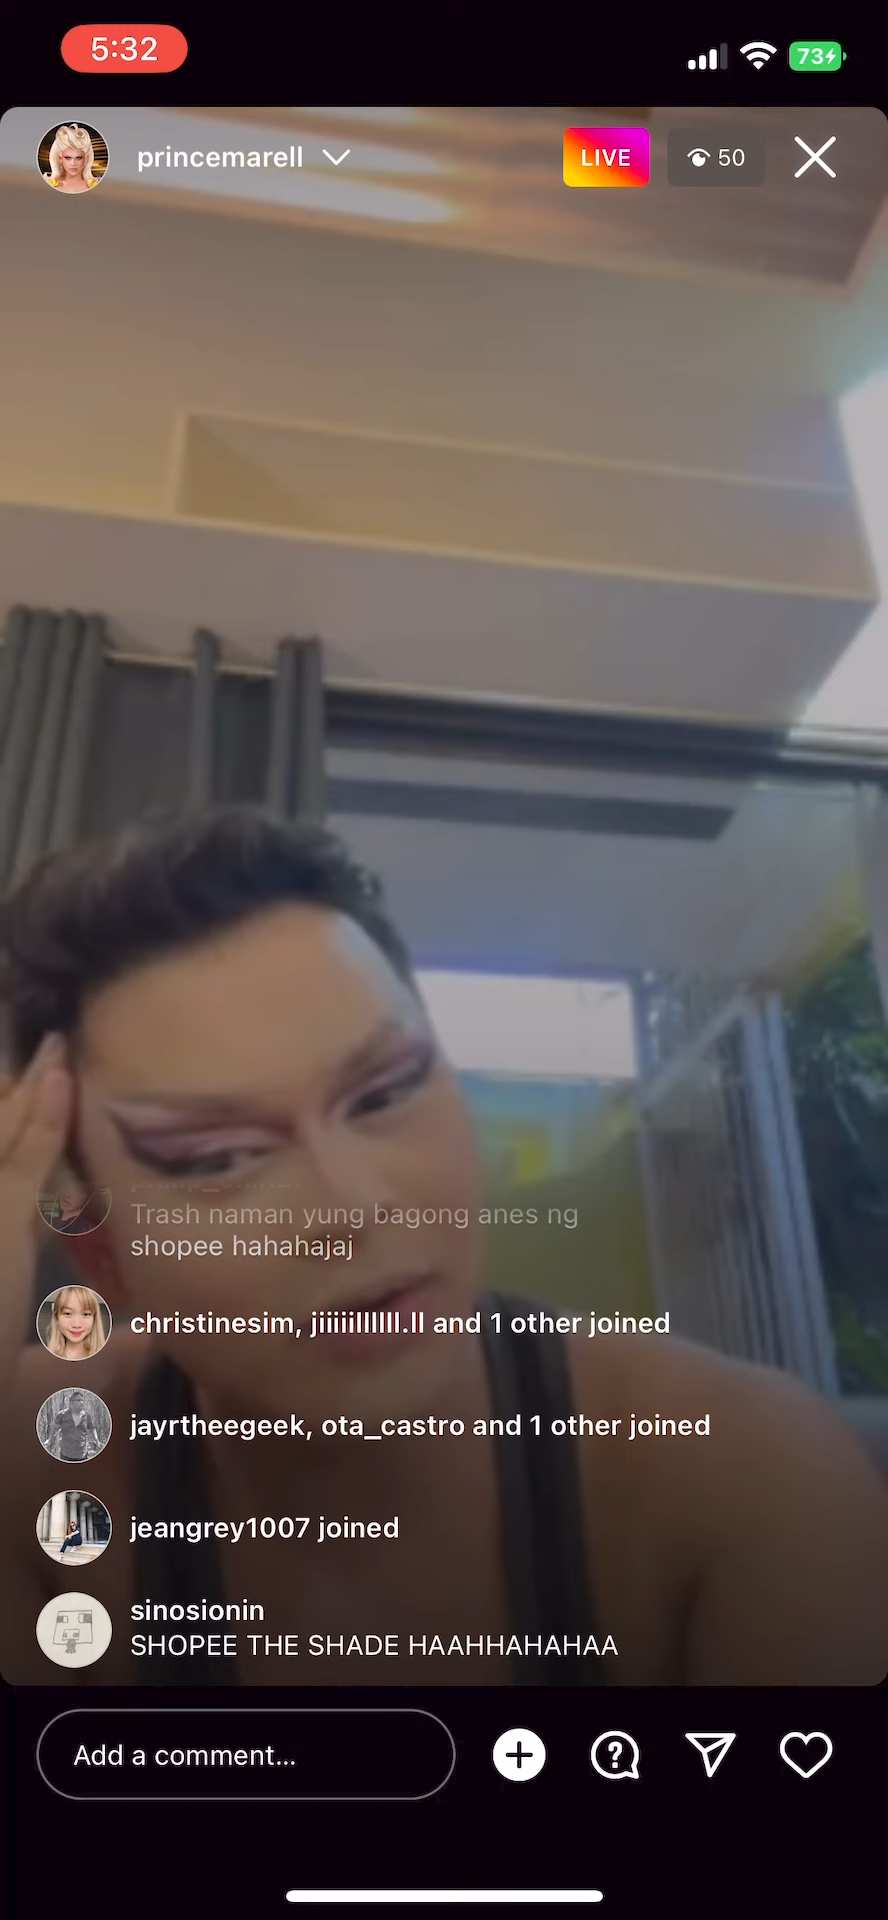 5:32
73
princemarell
LIVE
50
Trash naman yung bagong anes ng
shopee hahahajaj
christinesim, jiiiiillllll.ll and 1 other joined
jayrtheegeek, ota_castro and 1 other joined
jeangrey1007 joined
sinosionin
SHOPEE THE SHADE HAAHHAHAHAA
Add a comment...